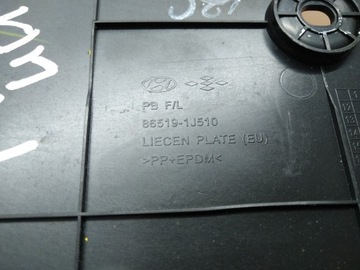 PB F/L
86519-1J510
LIECEN PLATE (EU)
>PP+EPDM<